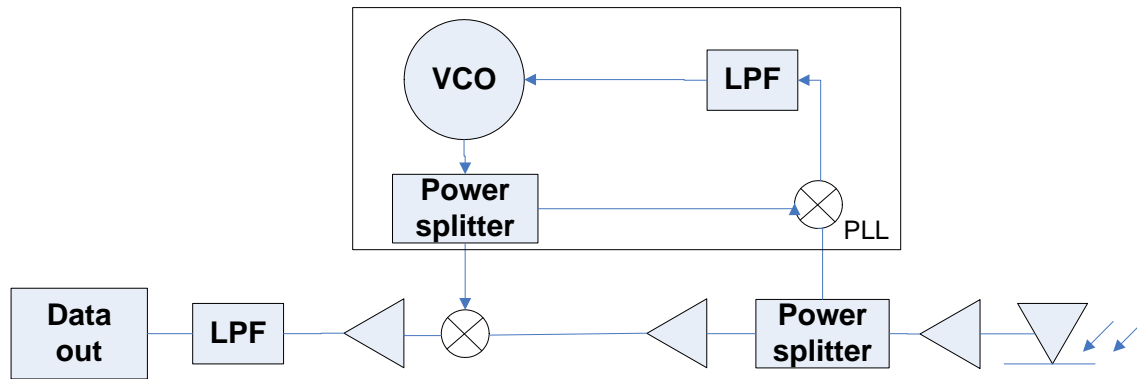 VCO
LPF
Power
splitter
PLL
Data
out
LPF
Power
splitter